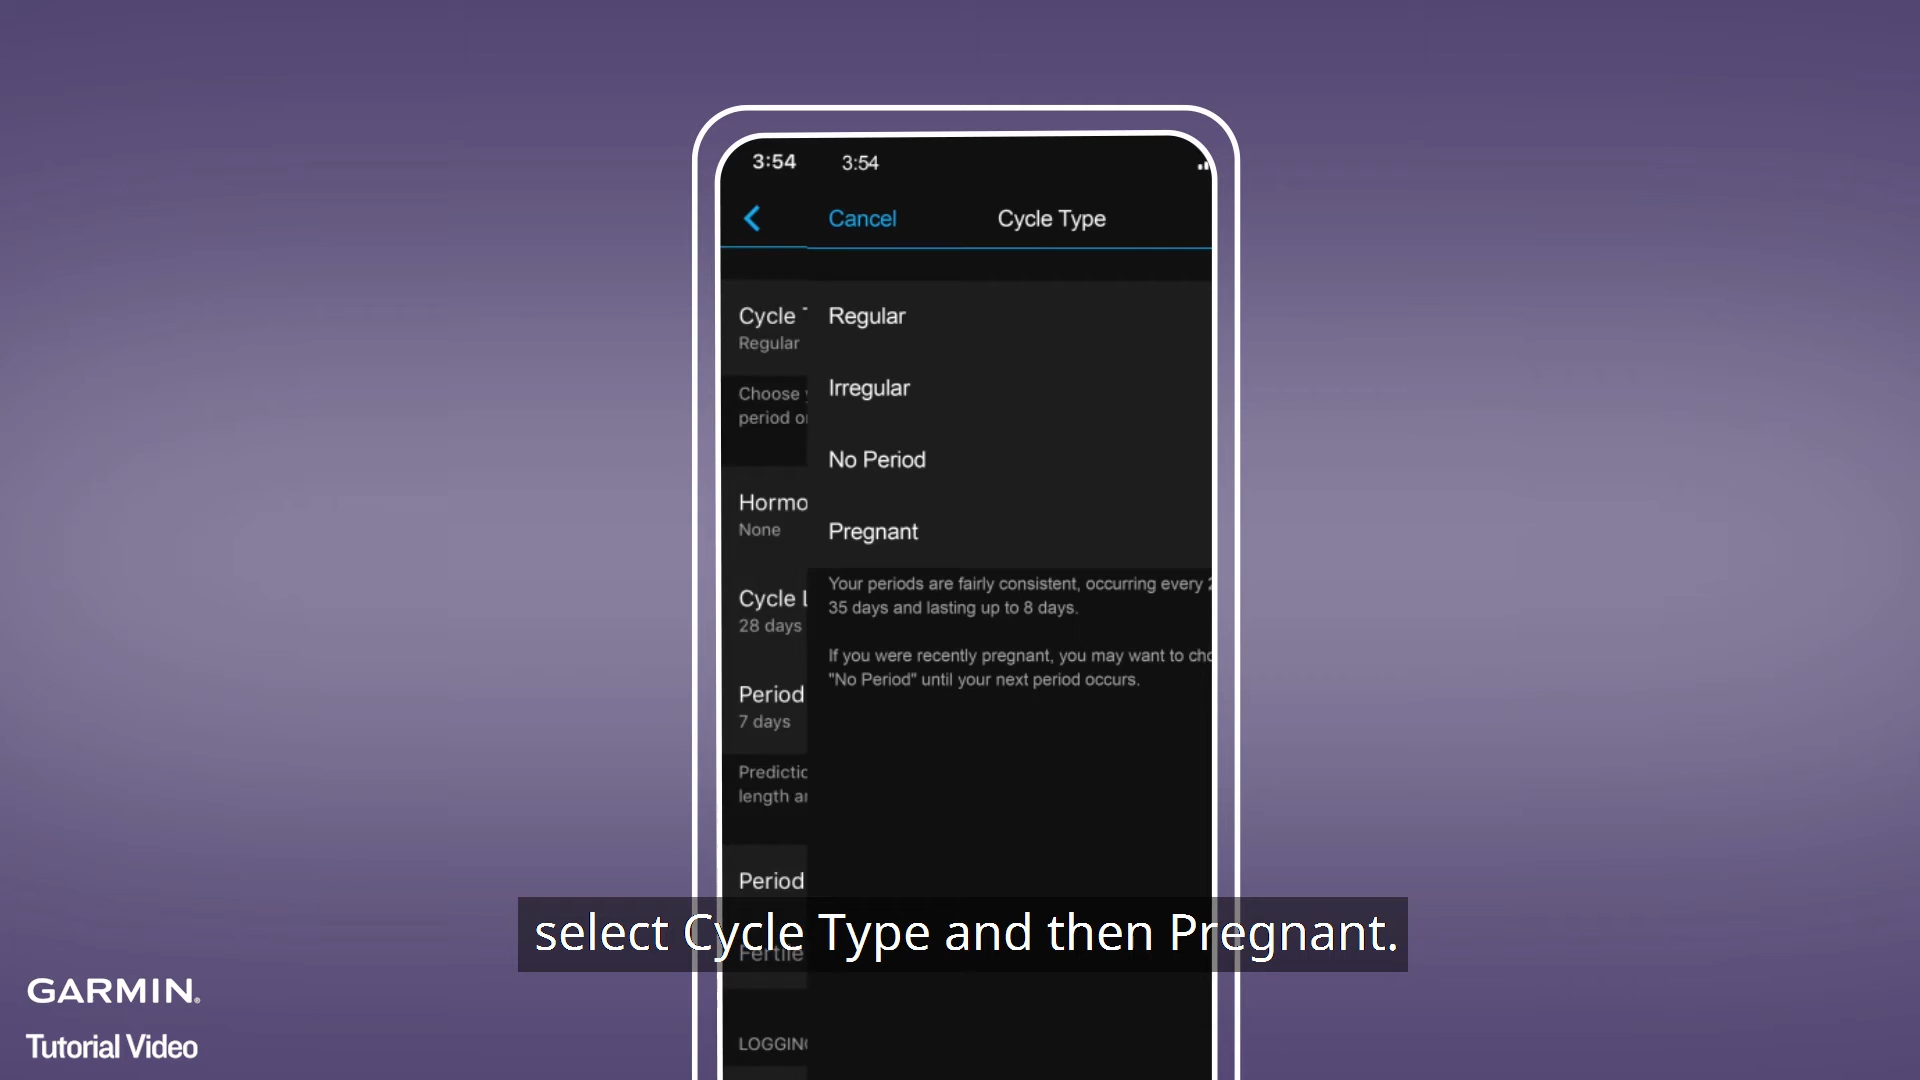 3:54
3:54
Cancel
Cycle Type
Cycle
Regular
Choose
period
None
28 days
Period
7 days
length
Period
Fertile
Regular
Irregular
No Period
Pregnant
Your periods are fairly consistent, occurring every
35 days and lasting up to 8 days.
If you were recently pregnant, you may want to
"No Period" until your next period occurs.
select Cycle Type and then Pregnant.
GARMIN®
Tutorial Video